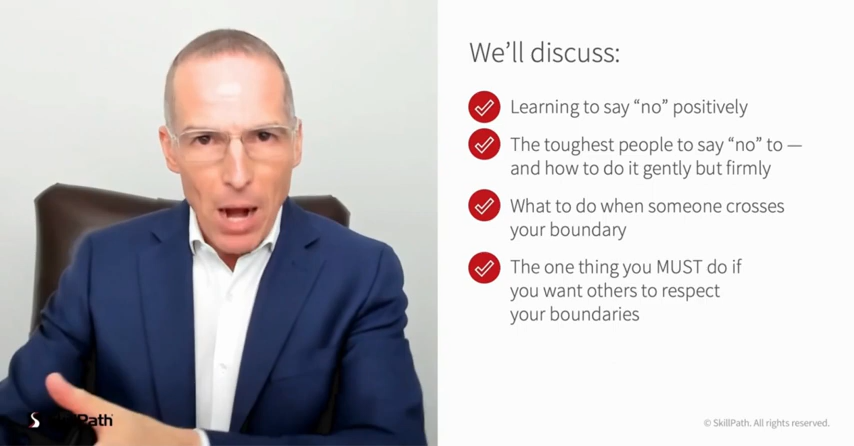 We’ll discuss:
Learning to say “no” positively
The toughest people to say “no” to —
and how to do it gently but firmly
What to do when someone crosses
your boundary
The one thing you MUST do if
you want others to respect
your boundaries
SkillPath
© SkillPath. All rights reserved.